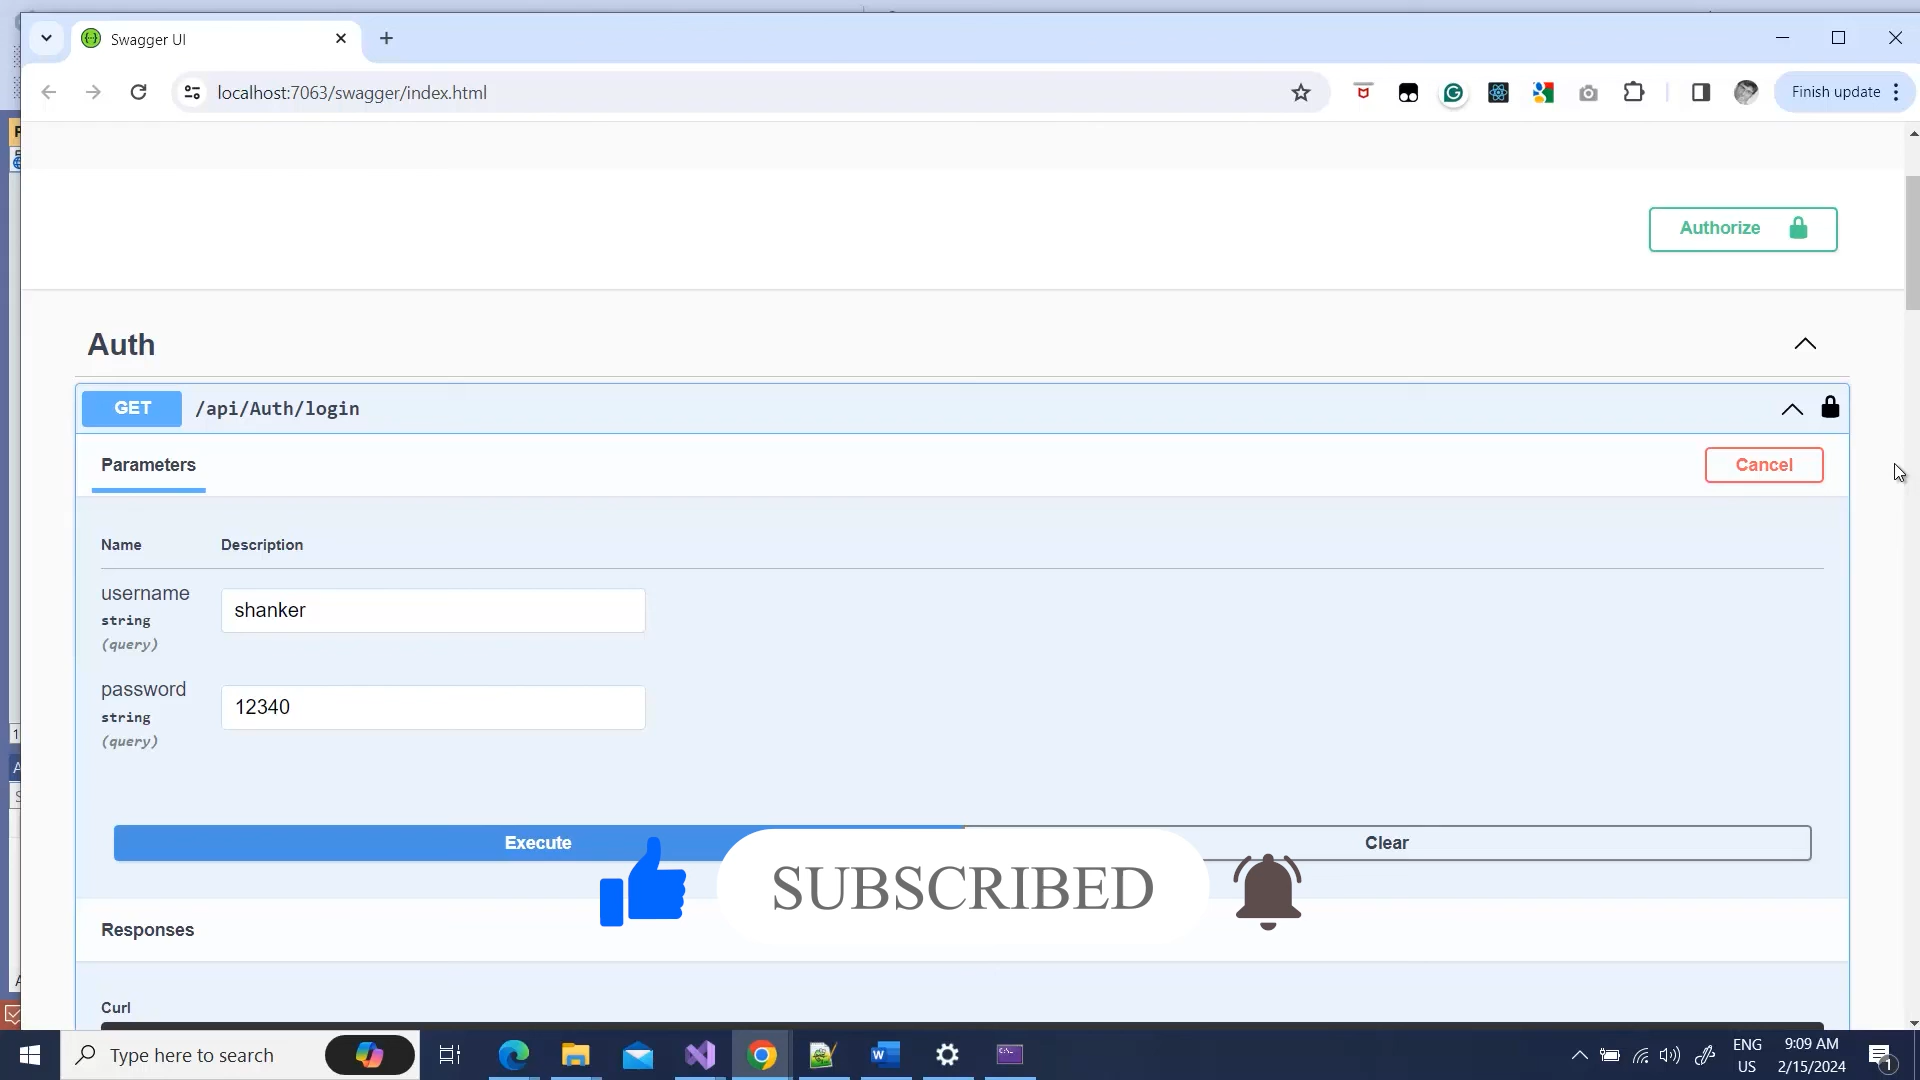 Swagger UI
localhost:7063/swagger/index.html
Finish update
Authorize
Auth
GET /api/Auth/login
Parameters
Cancel
Name Description
username
string
(query)
shanker
password
string
(query)
12340
Execute
Clear
SUBSCRIBED
Responses
Curl
Type here to search
ENG
US
9:09 AM
2/15/2024
1